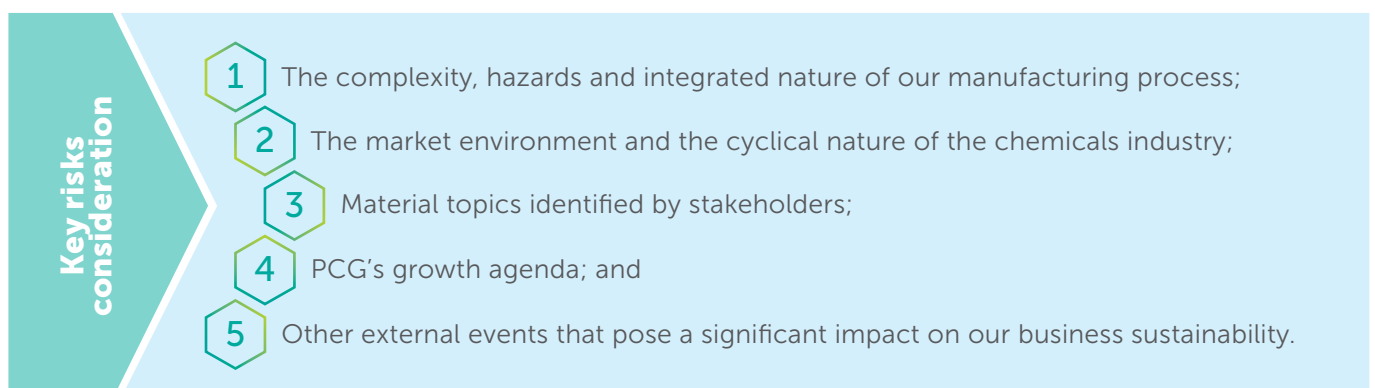 Key risks
consideration
1 The complexity, hazards and integrated nature of our manufacturing process;
2 The market environment and the cyclical nature of the chemicals industry;
3 Material topics identified by stakeholders;
4 PCG’s growth agenda; and
5 Other external events that pose a significant impact on our business sustainability.